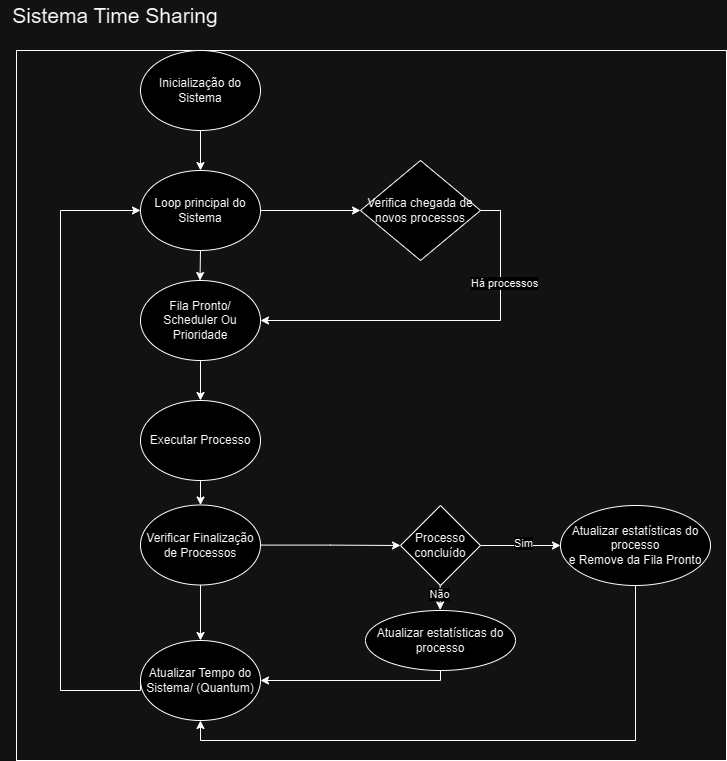 Sistema Time Sharing
Inicialização do
Sistema
Loop principal do
Sistema
Verifica chegada de
novos processos
Há processos
Fila Pronto/
Scheduler Ou
Prioridade
Executar Processo
Verificar Finalização
de Processos
Processo
concluído
Sim
Atualizar estatísticas do
processo
e Remove da Fila Pronto
Não
Atualizar estatísticas do
processo
Atualizar Tempo do
Sistema/ (Quantum)